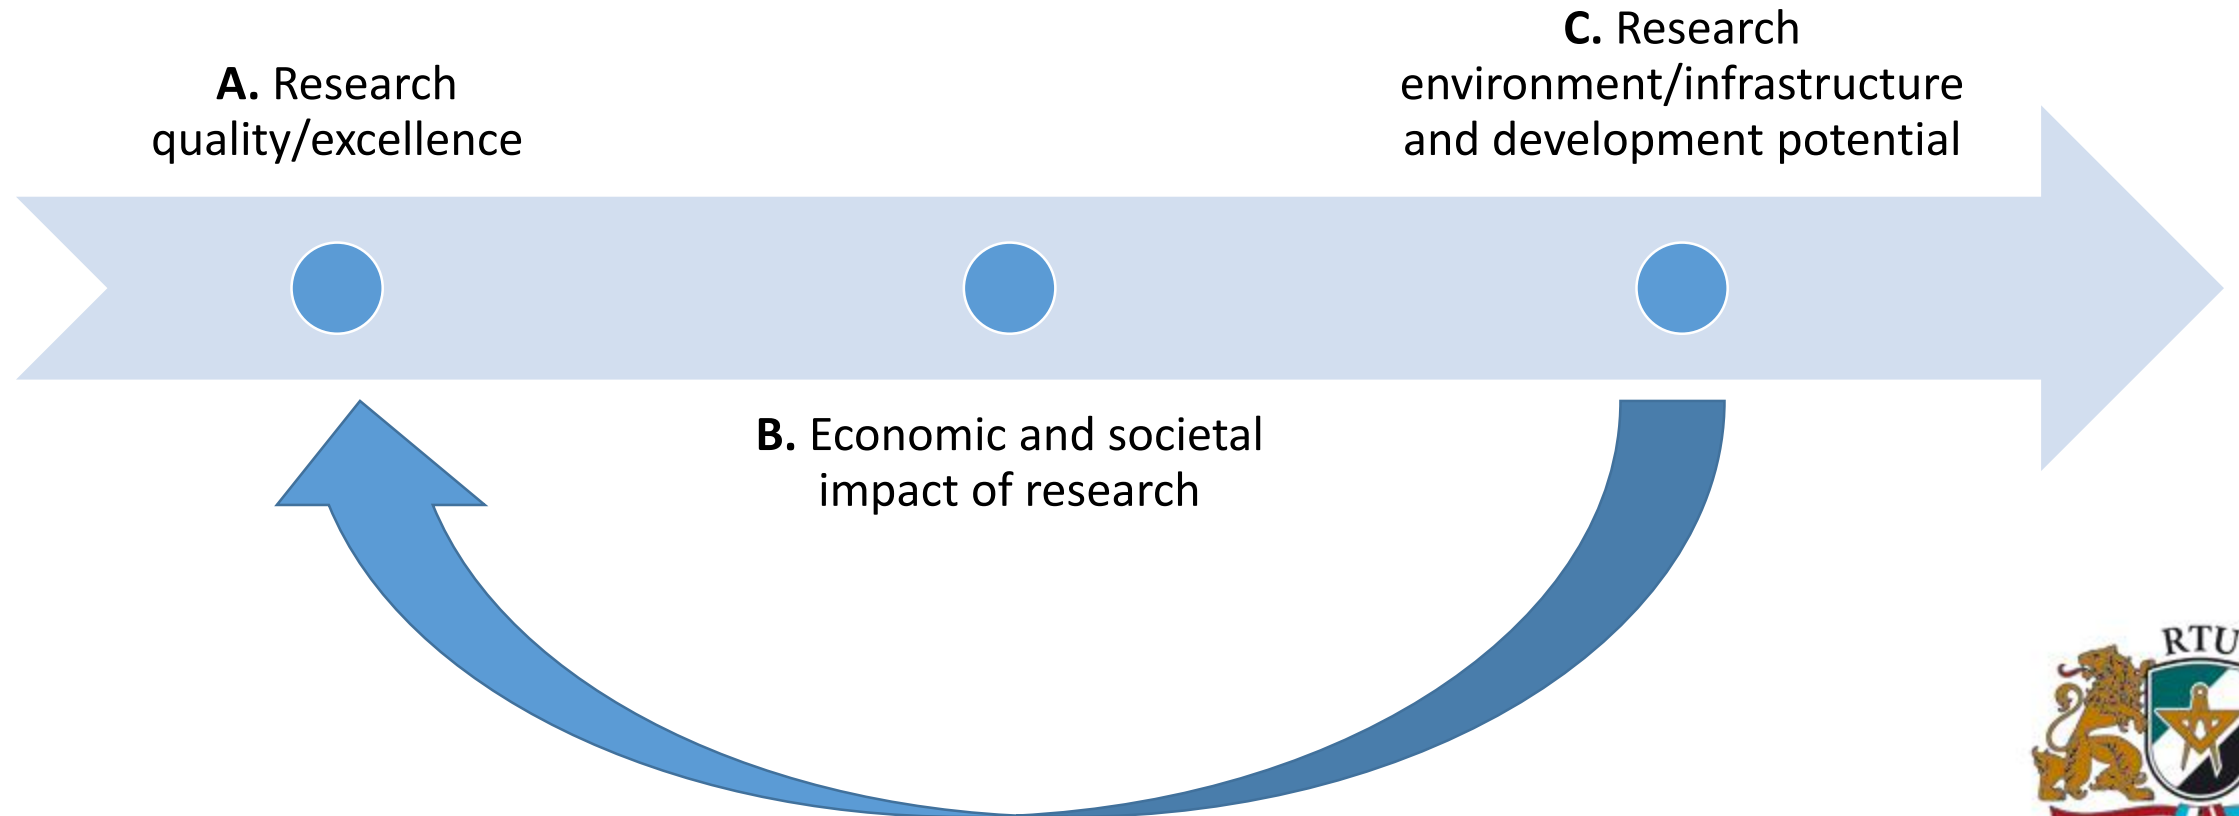 A. Research
quality/excellence
B. Economic and societal
impact of research
C. Research
environment/infrastructure
and development potential
RTU